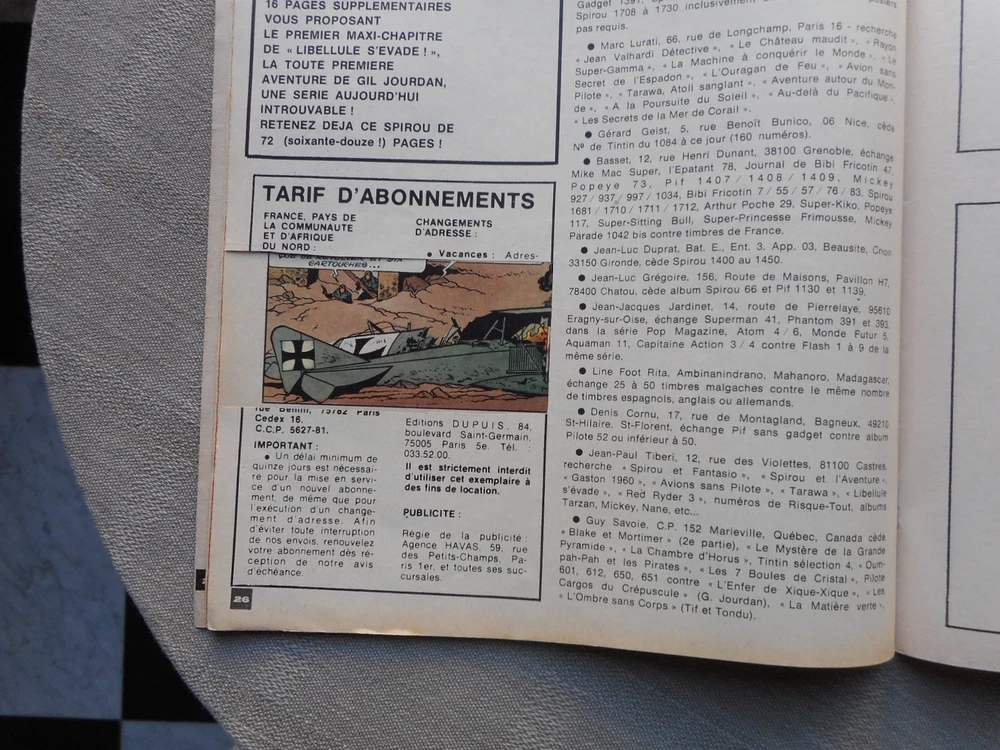 16 PAGES SUPPLEMENTAIRES
VOUS PROPOSANT
LE PREMIER MAXI-CHAPITRE
DE « LIBELLULE S'EVADE ! »,
LA TOUTE PREMIERE
AVENTURE DE GIL JOURDAN,
UNE SERIE AUJOURD'HUI
INTROUVABLE !
RETENEZ DEJA CE SPIROU DE
72 (soixante-douze !) PAGES !
TARIF D'ABONNEMENTS
FRANCE, PAYS DE
LA COMMUNAUTE
ET D'AFRIQUE
DU NORD :
CHANGEMENTS
D'ADRESSE :
● Vacances : Adres-
CARTOUCHES...
75782 Paris
Cedex 16.
C.C.P. 5627-81.
IMPORTANT :
● Un délai minimum de
quinze jours est nécessai-
re pour la mise en servi-
ce d'un nouvel abonne-
ment, de même que pour
l'exécution d'un change-
ment d'adresse. Afin
d'éviter toute interruption
de nos envois, renouvelez
votre abonnement dès ré-
ception de notre avis
d'échéance.
Editions DUPUIS, 84,
boulevard Saint-Germain,
75005 Paris 5e. Tél. :
033.52.00.
Il est strictement interdit
d'utiliser cet exemplaire à
des fins de location.
PUBLICITE :
Régie de la publicité :
Agence HAVAS, 59, rue
des Petits-Champs, Pa-
ris 1er, et toutes ses suc-
cursales.
26
Gadget 1391,
Spirou 1708 à 1730 inclusivement
pas requis.
● Marc Lurati, 66, rue de Longchamp, Paris 16 - recherche
« Jean Valhardi Détective », « Le Château maudit », « Rayon
Super-Gamma », « La Machine à conquérir le Monde », « Le
Secret de l'Espadon », « L'Ouragan de Feu », « Avion sans
Pilote », « Tarawa, Atoll sanglant », « Aventure autour du Mon-
de », « A la Poursuite du Soleil », « Au-delà du Pacifique »,
« Les Secrets de la Mer de Corail ».
● Gérard Geist, 5, rue Benoît Bunico, 06 Nice, cède
Nº de Tintin du 1084 à ce jour (160 numéros).
● Basset, 12, rue Henri Dunant, 38100 Grenoble, échange
Mike Mac Super, l'Epatant 78, Journal de Bibi Fricotin 47,
Popeye 73, Pif 1407 / 1408 / 1409, Mickey
927 / 937, 997 / 1034, Bibi Fricotin 7 / 55 / 57 / 76 / 83, Spirou
1681 / 1710 / 1711 / 1712, Arthur Poche 29, Super-Kiko, Popeye
117, Super-Sitting Bull, Super-Princesse Frimousse, Mickey
Parade 1042 bis contre timbres de France.
● Jean-Luc Duprat, Bat. E., Ent. 3. App. 03, Beausite, Cnon
33150 Gironde, cède Spirou 1400 au 1450.
● Jean-Luc Grégoire, 156, Route de Maisons, Pavillon H7,
78400 Chatou, cède album Spirou 66 et Pif 1130 et 1139.
● Jean-Jacques Jardinet, 14, route de Pierrelaye, 95610
Eragny-sur-Oise, échange Superman 41, Phantom 391 et 393,
dans la série Pop Magazine, Atom 4 / 6, Monde Futur 5,
Aquaman 11, Capitaine Action 3 / 4 contre Flash 1 à 9 de la
même série.
● Line Foot Rita, Ambinanindrano, Mahanoro, Madagascar,
échange 25 à 50 timbres malgaches contre le même nombre
de timbres espagnols, anglais ou allemands.
● Denis Cornu, 17, rue de Montagland, Bagneux, 49210
St-Hilaire, St-Florent, échange Pif sans gadget contre album
Pilote 52 ou inférieur à 50.
● Jean-Paul Tiberi, 12, rue des Violettes, 81100 Castres,
recherche « Spirou et Fantasio », « Spirou et l'Aventure »,
« Gaston 1960 », « Avions sans Pilote », « Tarawa », « Libellule
s'évade », « Red Ryder 3 », numéros de Risque-Tout, albums
Tarzan, Mickey, Nane, etc...
● Guy Savoie, C.P. 152 Marieville, Québec, Canada cède
« Blake et Mortimer » (2e partie), « Le Mystère de la Grande
Pyramide », « La Chambre d'Horus », Tintin sélection 4, « Oum-
pah-Pah et les Pirates », « Les 7 Boules de Cristal », Pilote
601, 612, 650, 651 contre « L'Enfer de Xique-Xique », « Les
Cargos du Crépuscule » (G. Jourdan), « La Matière verte »,
« L'Ombre sans Corps » (Tif et Tondu).